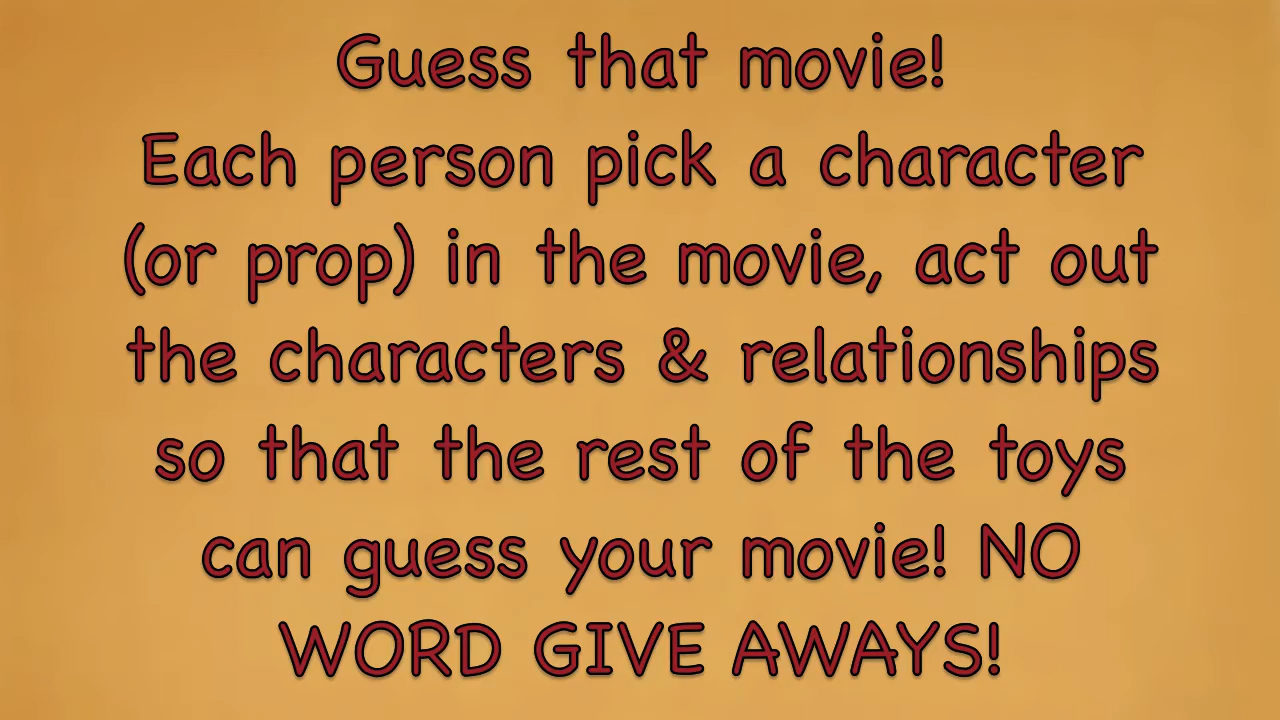 Guess that movie!
Each person pick a character
(or prop) in the movie, act out
the characters & relationships
so that the rest of the toys
can guess your movie! NO
WORD GIVE AWAYS!